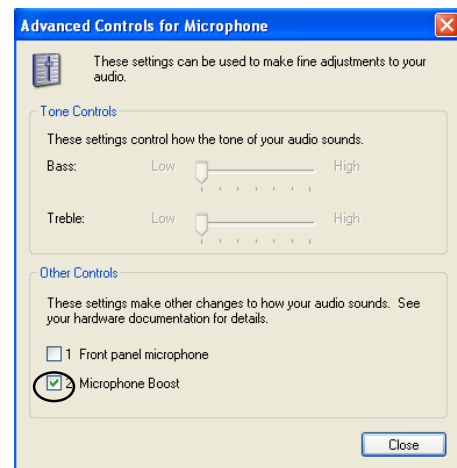 Advanced Controls for Microphone
These settings can be used to make fine adjustments to your
audio.
Tone Controls
These settings control how the tone of your audio sounds.
Bass: Low High
Treble: Low High
Other Controls
These settings make other changes to how your audio sounds. See
your hardware documentation for details.
1 Front panel microphone
2 Microphone Boost
Close